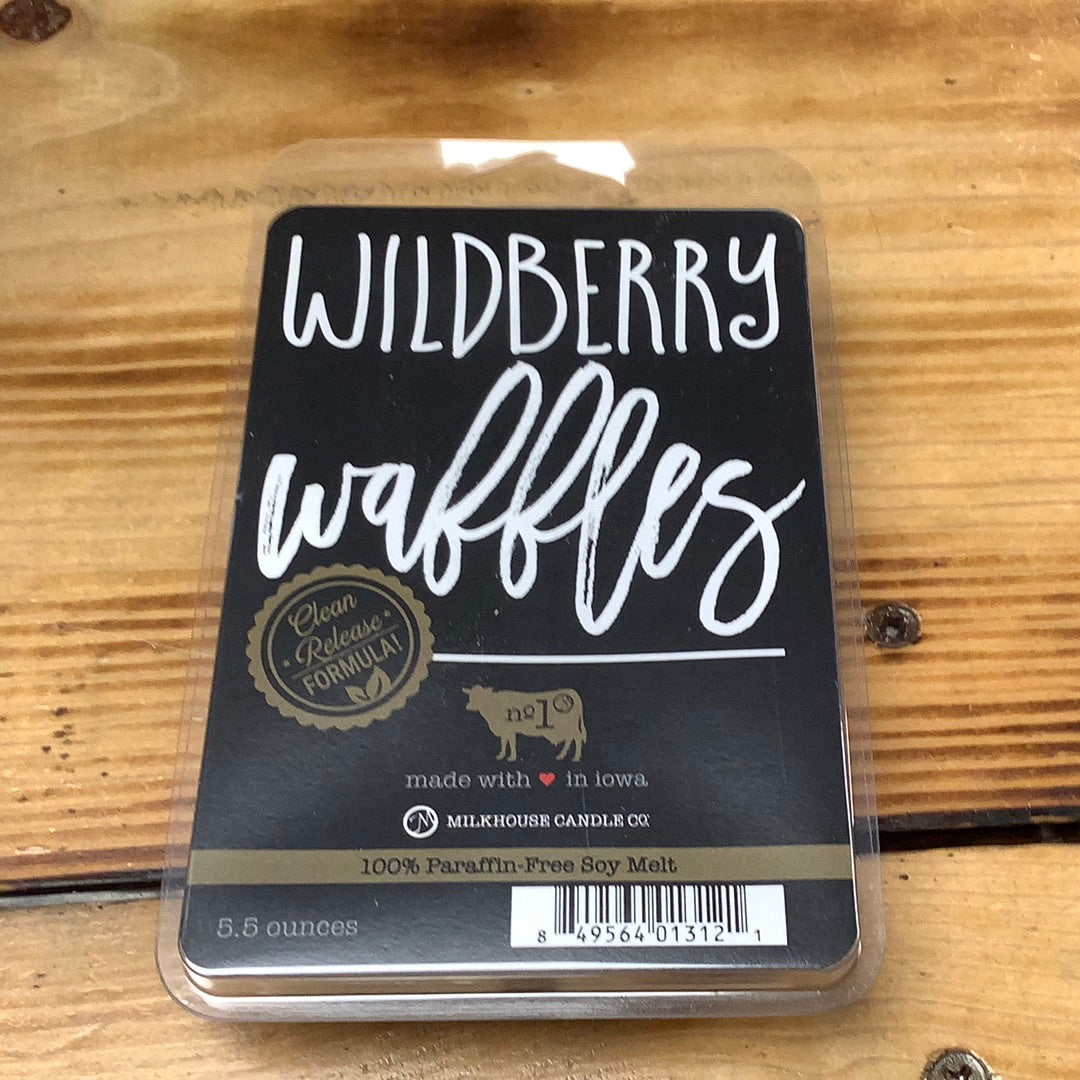 WILDBERRY
waffles
Clean
Release
FORMULA!
nº1
made with ♥ in iowa
MILKHOUSE CANDLE CO.
100% Paraffin-Free Soy Melt
5.5 ounces
8 49564 01312 1